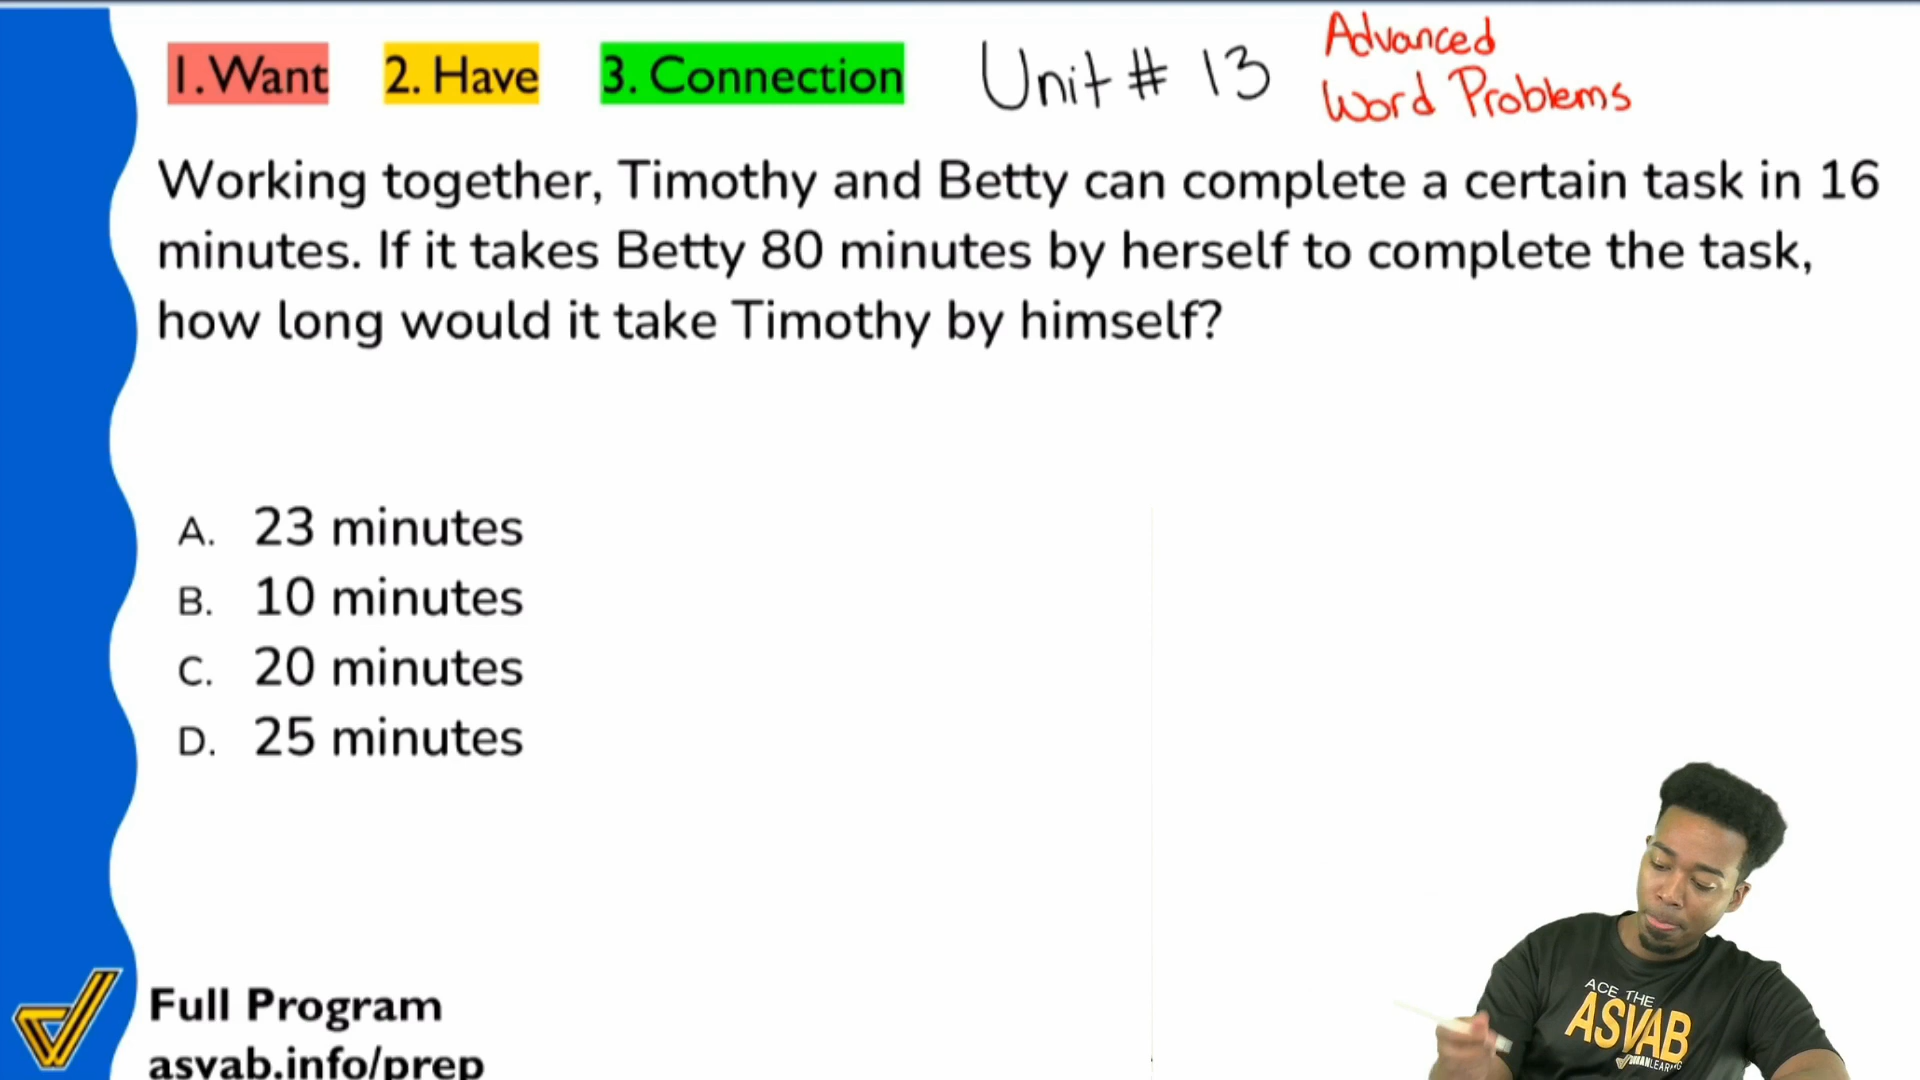 1. Want 2. Have 3. Connection Unit # 13 Advanced
Word Problems
Working together, Timothy and Betty can complete a certain task in 16
minutes. If it takes Betty 80 minutes by herself to complete the task,
how long would it take Timothy by himself?
A. 23 minutes
B. 10 minutes
C. 20 minutes
D. 25 minutes
ACE THE
ASVAB
Full Program
asvab.info/prep